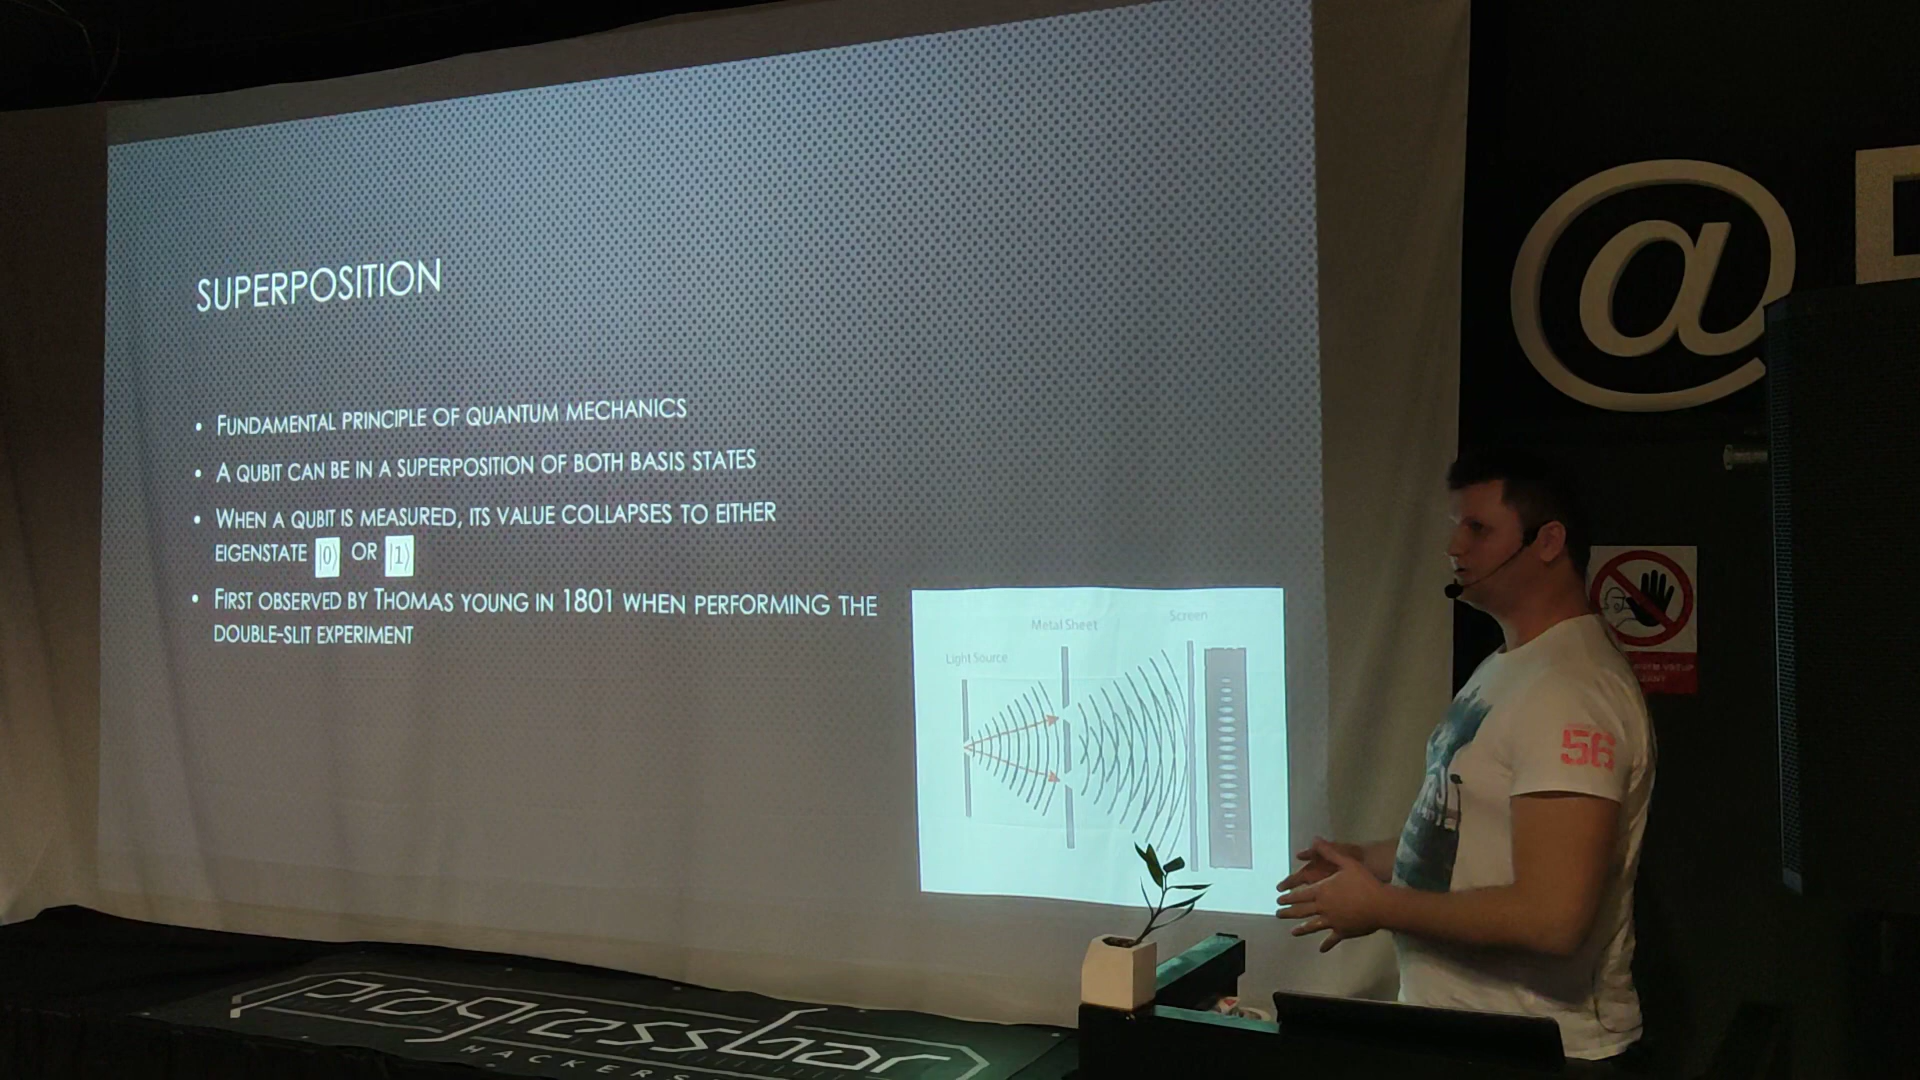 SUPERPOSITION
• FUNDAMENTAL PRINCIPLE OF QUANTUM MECHANICS
• A QUBIT CAN BE IN A SUPERPOSITION OF BOTH BASIS STATES
• WHEN A QUBIT IS MEASURED, ITS VALUE COLLAPSES TO EITHER
EIGENSTATE |0⟩ OR |1⟩
• FIRST OBSERVED BY THOMAS YOUNG IN 1801 WHEN PERFORMING THE
DOUBLE-SLIT EXPERIMENT
Light Source
Metal Sheet
Screen
@
56
progressbar
HACKERS